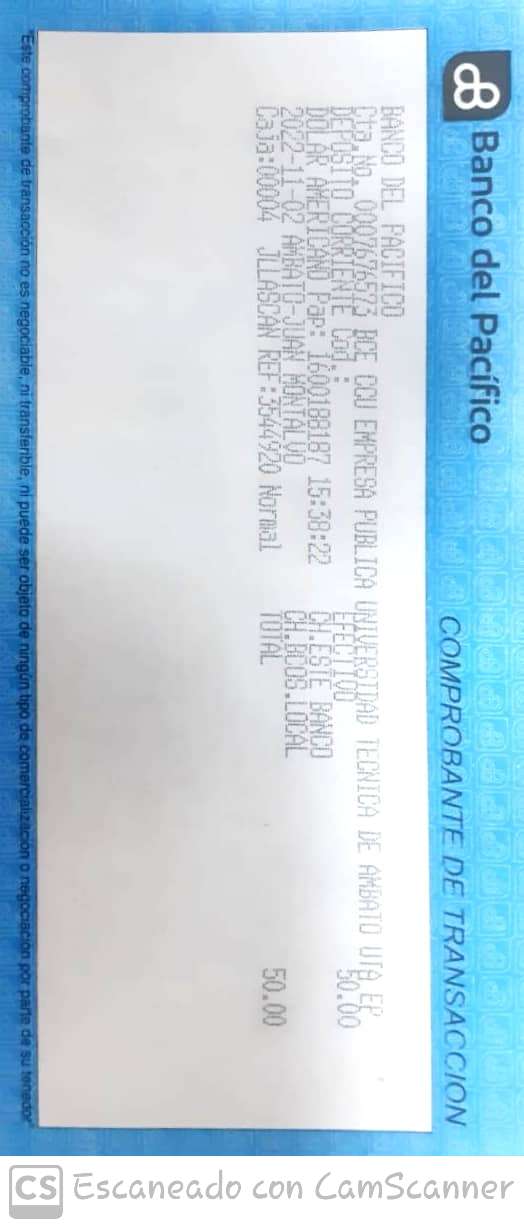 Banco del Pacífico
COMPROBANTE DE TRANSACCION
BANCO DEL PACIFICO
Cta.No 0007676573 BCE CCU EMPRESA PUBLICA UNIVERSIDAD TECNICA DE AMBATO UTA EP
DEPOSITO CORRIENTE Cod.: EFECTIVO 50.00
DOLAR AMERICANO Pap: 1600188187 15:38:22 CH.ESTE BANCO
2022-11-02 AMBATO-JUAN MONTALVO CH.BCOS.LOCAL
Caja:00004 JLLASCAN REF:3544920 Normal TOTAL 50.00
"Este comprobante de transacción no es negociable, ni transferible, ni puede ser objeto de ningún tipo de comercialización o negociación por parte de su tenedor"
CS Escaneado con CamScanner